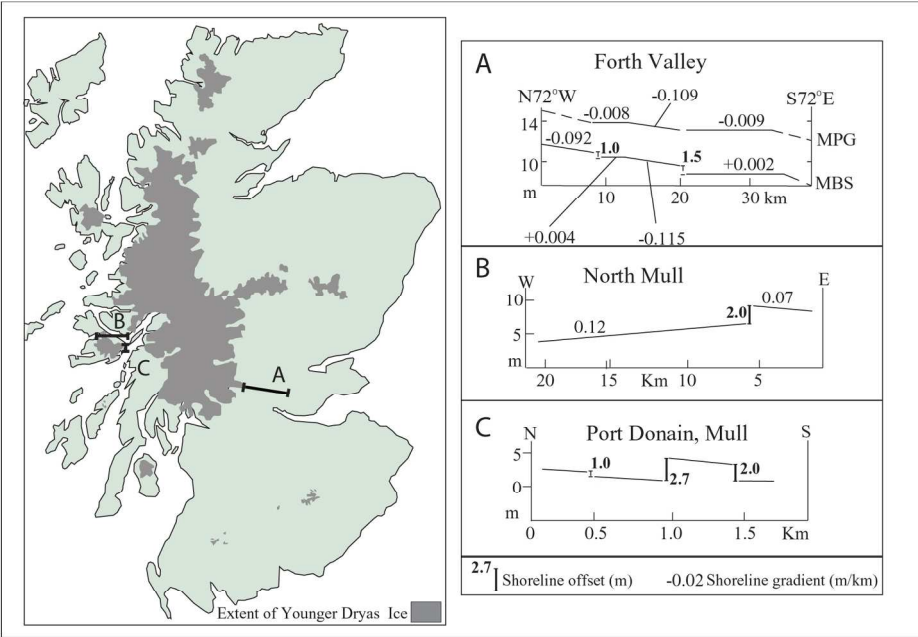 B
C
A
Extent of Younger Dryas Ice
A
Forth Valley
N72°W
S72°E
-0.109
-0.008
-0.009
14
MPG
-0.092
1.0
1.5
+0.002
10
MBS
m
10
20
30 km
+0.004
-0.115
B
North Mull
W
E
10
2.0
0.07
0.12
5
m
20
15
Km
10
5
C
Port Donain, Mull
N
S
5
1.0
2.0
2.7
0
m
0
0.5
1.0
1.5
Km
2.7
Shoreline offset (m)
-0.02 Shoreline gradient (m/km)